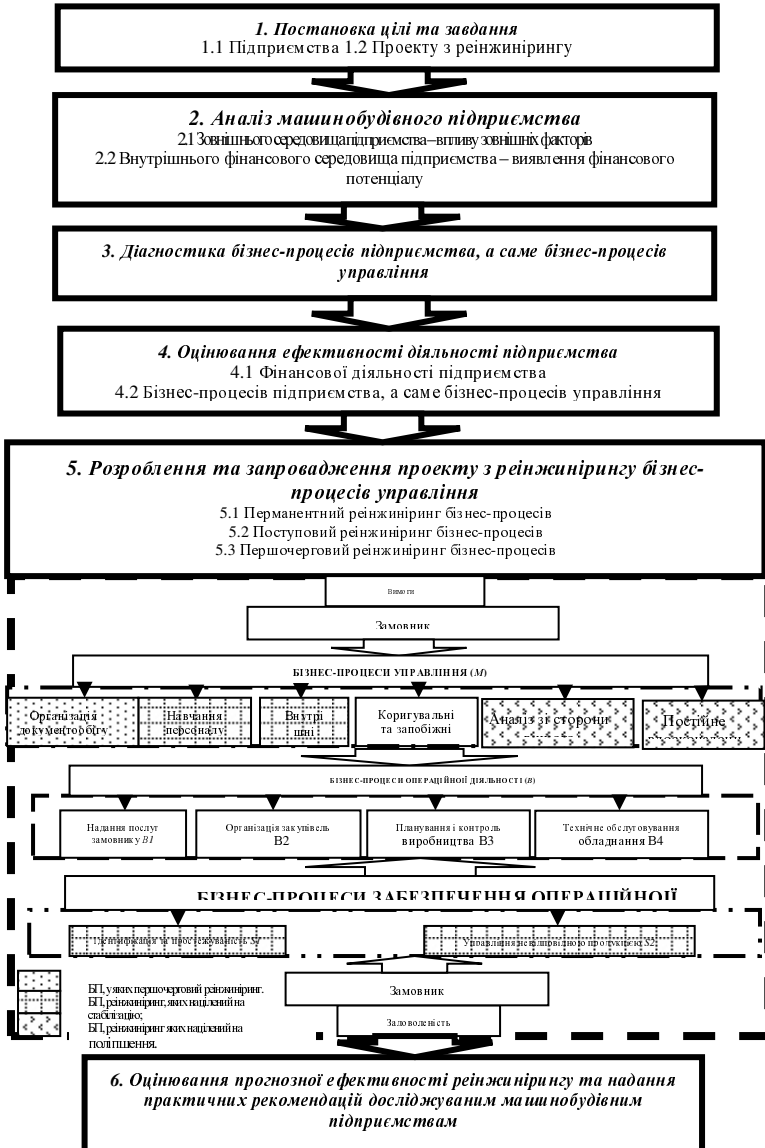 1. Постановка цілі та завдання
1.1 Підприємства 1.2 Проекту з реінжинірингу
2. Аналіз машинобудівного підприємства
2.1 Зовнішнього середовища підприємства – впливу зовнішніх факторів
2.2 Внутрішнього фінансового середовища підприємства – виявлення фінансового
потенціалу
3. Діагностика бізнес-процесів підприємства, а саме бізнес-процесів
управління
4. Оцінювання ефективності діяльності підприємства
4.1 Фінансової діяльності підприємства
4.2 Бізнес-процесів підприємства, а саме бізнес-процесів управління
5. Розроблення та запровадження проекту з реінжинірингу бізнес-
процесів управління
5.1 Перманентний реінжиніринг бізнес-процесів
5.2 Поступовий реінжиніринг бізнес-процесів
5.3 Першочерговий реінжиніринг бізнес-процесів
Вимоги
Замовник
БІЗНЕС-ПРОЦЕСИ УПРАВЛІННЯ (М)
Організація
документообігу
Навчання
персоналу
Внутрі
шні
Коригувальні
та запобіжні
Аналіз зі сторони
Постійне
БІЗНЕС-ПРОЦЕСИ ОПЕРАЦІЙНОЇ ДІЯЛЬНОСТІ (В)
Надання послуг
замовнику В1
Організація закупівель
В2
Планування і контроль
виробництва В3
Технічне обслуговування
обладнання В4
БІЗНЕС-ПРОЦЕСИ ЗАБЕЗПЕЧЕННЯ ОПЕРАЦІЙНОЇ
Ідентифікація та простежуваність S1
Управління невідповідною продукцією S2
БП, у яких першочерговий реінжиніринг.
БП, реінжиніринг, яких націлений на
стабілізацію;
БП, реінжиніринг яких націлений на
поліпшення.
Замовник
Задоволеність
6. Оцінювання прогнозної ефективності реінжинірингу та надання
практичних рекомендацій досліджуваним машинобудівним
підприємствам